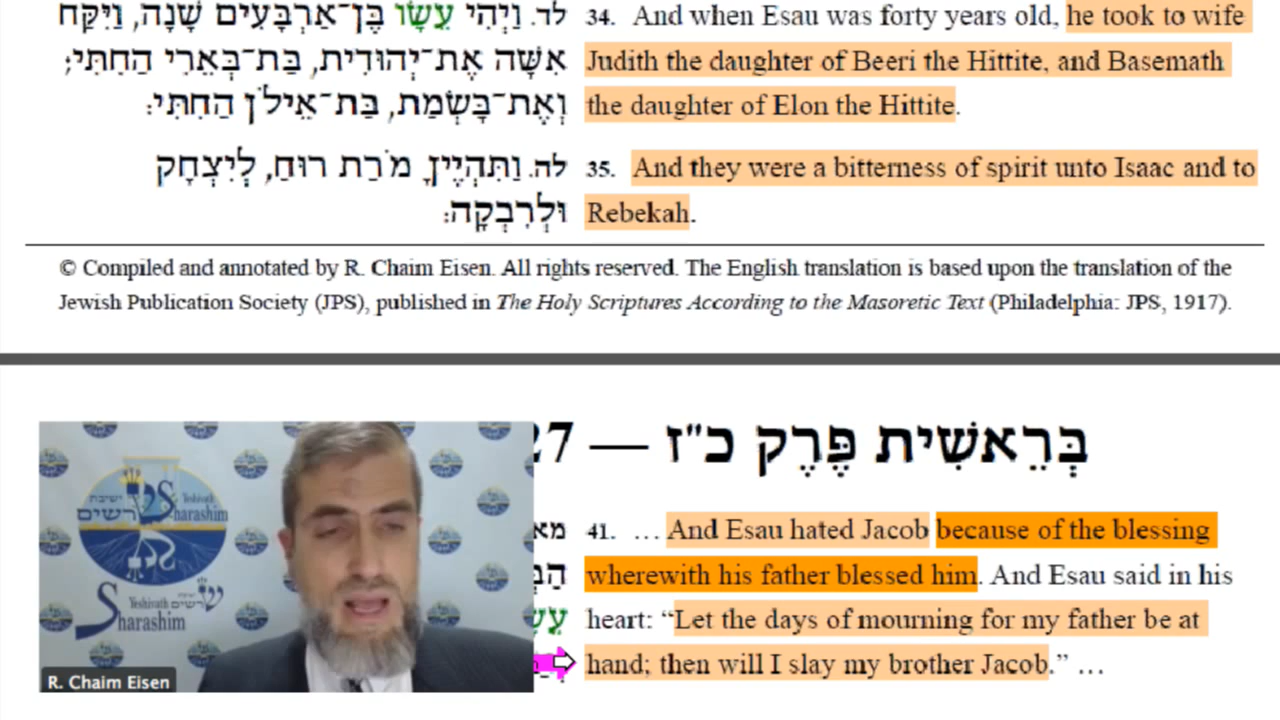 לד. וַיְהִי עֵשָׂו בֶּן־אַרְבָּעִים שָׁנָה, וַיִּקַּח
אִשָּׁה אֶת־יְהוּדִית, בַּת־בְּאֵרִי הַחִתִּי;
וְאֶת־בָּשְׂמַת, בַּת־אֵילֹן הַחִתִּי׃
34. And when Esau was forty years old, he took to wife
Judith the daughter of Beeri the Hittite, and Basemath
the daughter of Elon the Hittite.
לה. וַתִּהְיֶיןָ מֹרַת רוּחַ, לְיִצְחָק
וּלְרִבְקָה׃
35. And they were a bitterness of spirit unto Isaac and to
Rebekah.
© Compiled and annotated by R. Chaim Eisen. All rights reserved. The English translation is based upon the translation of the
Jewish Publication Society (JPS), published in The Holy Scriptures According to the Masoretic Text (Philadelphia: JPS, 1917).
בְּרֵאשִׁית פֶּרֶק כ"ז — 27
מא
41. … And Esau hated Jacob because of the blessing
wherewith his father blessed him. And Esau said in his
heart: “Let the days of mourning for my father be at
hand; then will I slay my brother Jacob.” …
ישיבת
שרשים
Yeshivath
Sharashim
Yeshivath שרשים
Sharashim
R. Chaim Eisen